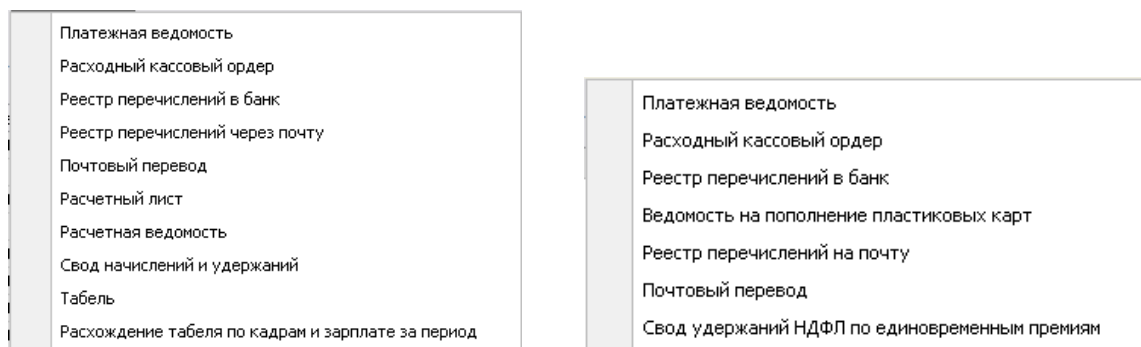 Платежная ведомость
Расходный кассовый ордер
Реестр перечислений в банк
Реестр перечислений через почту
Почтовый перевод
Расчетный лист
Расчетная ведомость
Свод начислений и удержаний
Табель
Расхождение табеля по кадрам и зарплате за период
Платежная ведомость
Расходный кассовый ордер
Реестр перечислений в банк
Ведомость на пополнение пластиковых карт
Реестр перечислений на почту
Почтовый перевод
Свод удержаний НДФЛ по единовременным премиям